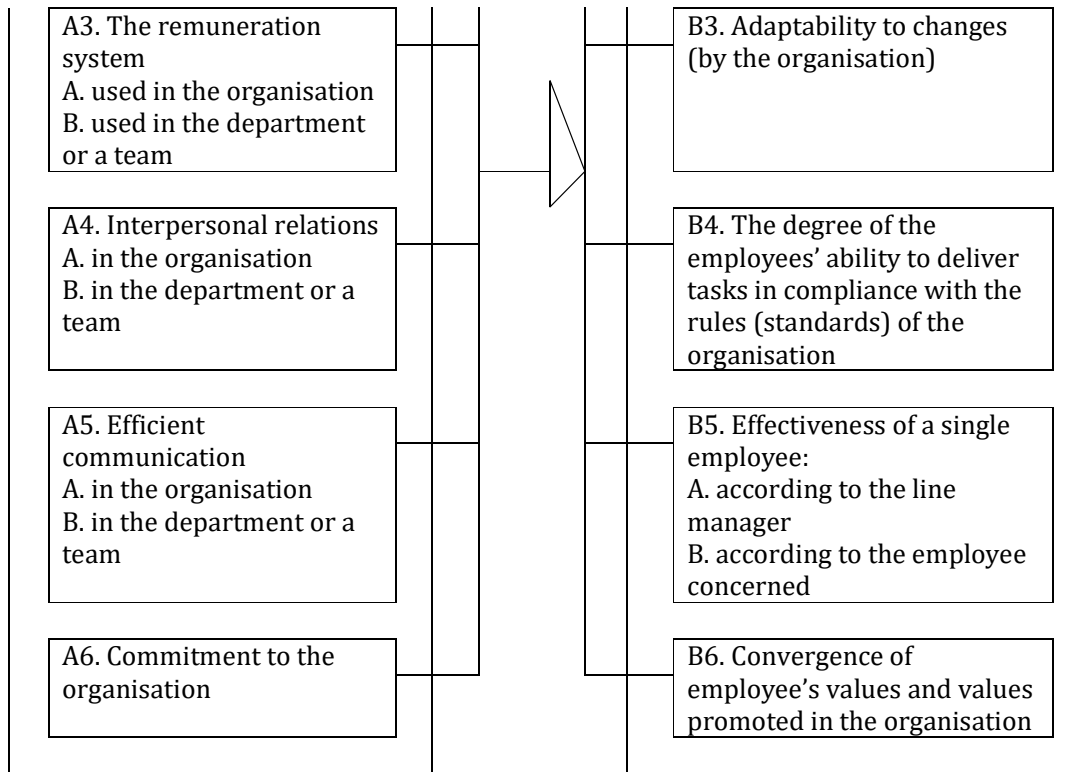 A3. The remuneration
system
A. used in the organisation
B. used in the department
or a team
A4. Interpersonal relations
A. in the organisation
B. in the department or a
team
A5. Efficient
communication
A. in the organisation
B. in the department or a
team
A6. Commitment to the
organisation
B3. Adaptability to changes
(by the organisation)
B4. The degree of the
employees’ ability to deliver
tasks in compliance with the
rules (standards) of the
organisation
B5. Effectiveness of a single
employee:
A. according to the line
manager
B. according to the employee
concerned
B6. Convergence of
employee’s values and values
promoted in the organisation